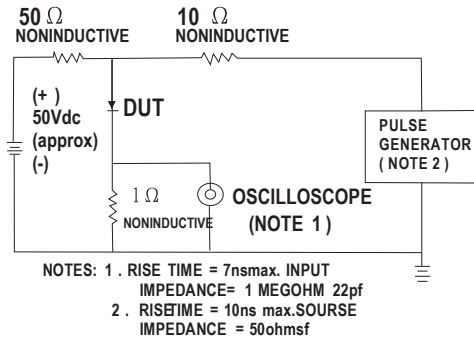 50 Ω
NONINDUCTIVE
10 Ω
NONINDUCTIVE
(+ )
50Vdc
(approx)
(-)
DUT
PULSE
GENERATOR
( NOTE 2 )
1 Ω
NONINDUCTIVE
OSCILLOSCOPE
(NOTE 1 )
NOTES: 1 . RISE TIME = 7nsmax. INPUT
IMPEDANCE= 1 MEGOHM 22pf
2 . RISETIME = 10ns max.SOURSE
IMPEDANCE = 50ohmsf